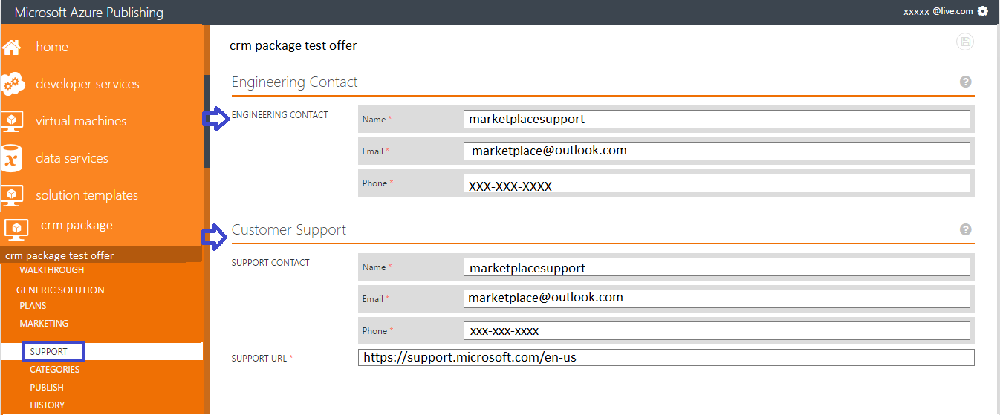 Microsoft Azure Publishing
xxxxx @live.com
home
developer services
virtual machines
data services
solution templates
crm package
crm package test offer
WALKTHROUGH
GENERIC SOLUTION
PLANS
MARKETING
SUPPORT
CATEGORIES
PUBLISH
HISTORY
crm package test offer
Engineering Contact
?
ENGINEERING CONTACT
Name * marketplacesupport
Email * marketplace@outlook.com
Phone * XXX-XXX-XXXX
Customer Support
?
SUPPORT CONTACT
Name * marketplacesupport
Email * marketplace@outlook.com
Phone * xxx-xxx-xxxx
SUPPORT URL * https://support.microsoft.com/en-us